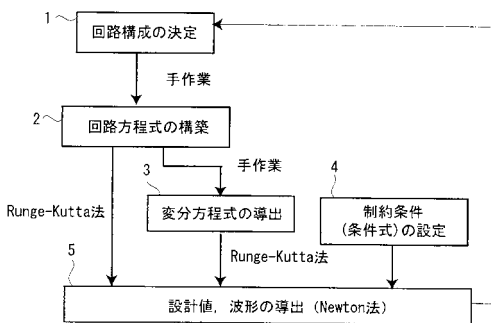 1
回路構成の決定
手作業
2
回路方程式の構築
手作業
3
変分方程式の導出
4
制約条件
(条件式)の設定
Runge-Kutta法
Runge-Kutta法
5
設計値, 波形の導出 (Newton法)